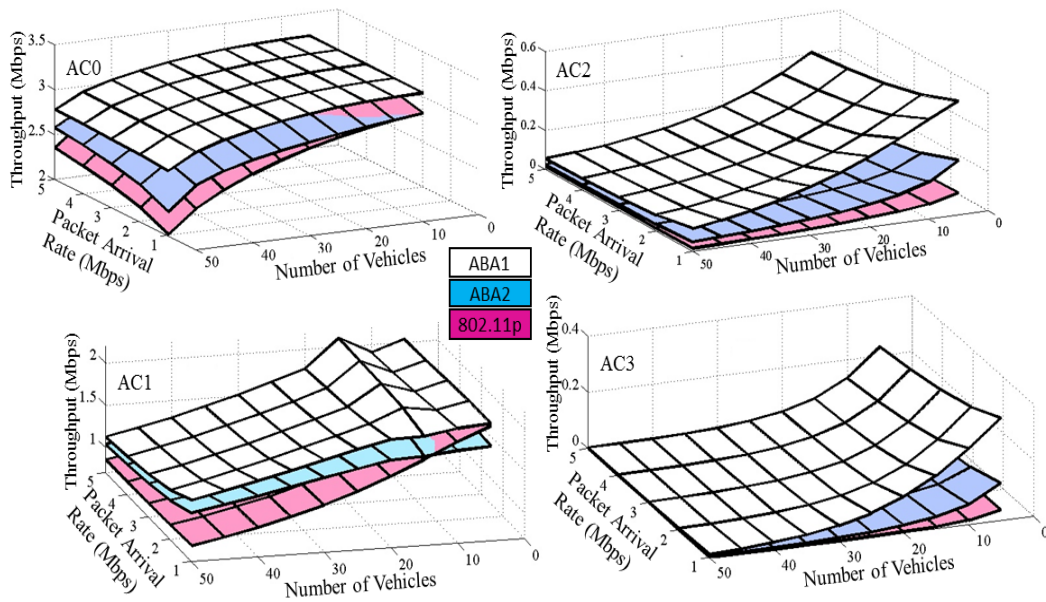 AC0
Throughput (Mbps)
3.5
3
2.5
2
5
4
3
2
1
Packet Arrival
Rate (Mbps)
50
40
30
20
10
0
Number of Vehicles
AC2
Throughput (Mbps)
0.6
0.4
0.2
0
5
4
3
2
1
Packet Arrival
Rate (Mbps)
50
40
30
20
10
0
Number of Vehicles
ABA1
ABA2
802.11p
AC1
Throughput (Mbps)
2
1.5
1
5
4
3
2
1
Packet Arrival
Rate (Mbps)
50
40
30
20
10
0
Number of Vehicles
AC3
Throughput (Mbps)
0.4
0.2
0
5
4
3
2
1
Packet Arrival
Rate (Mbps)
50
40
30
20
10
0
Number of Vehicles